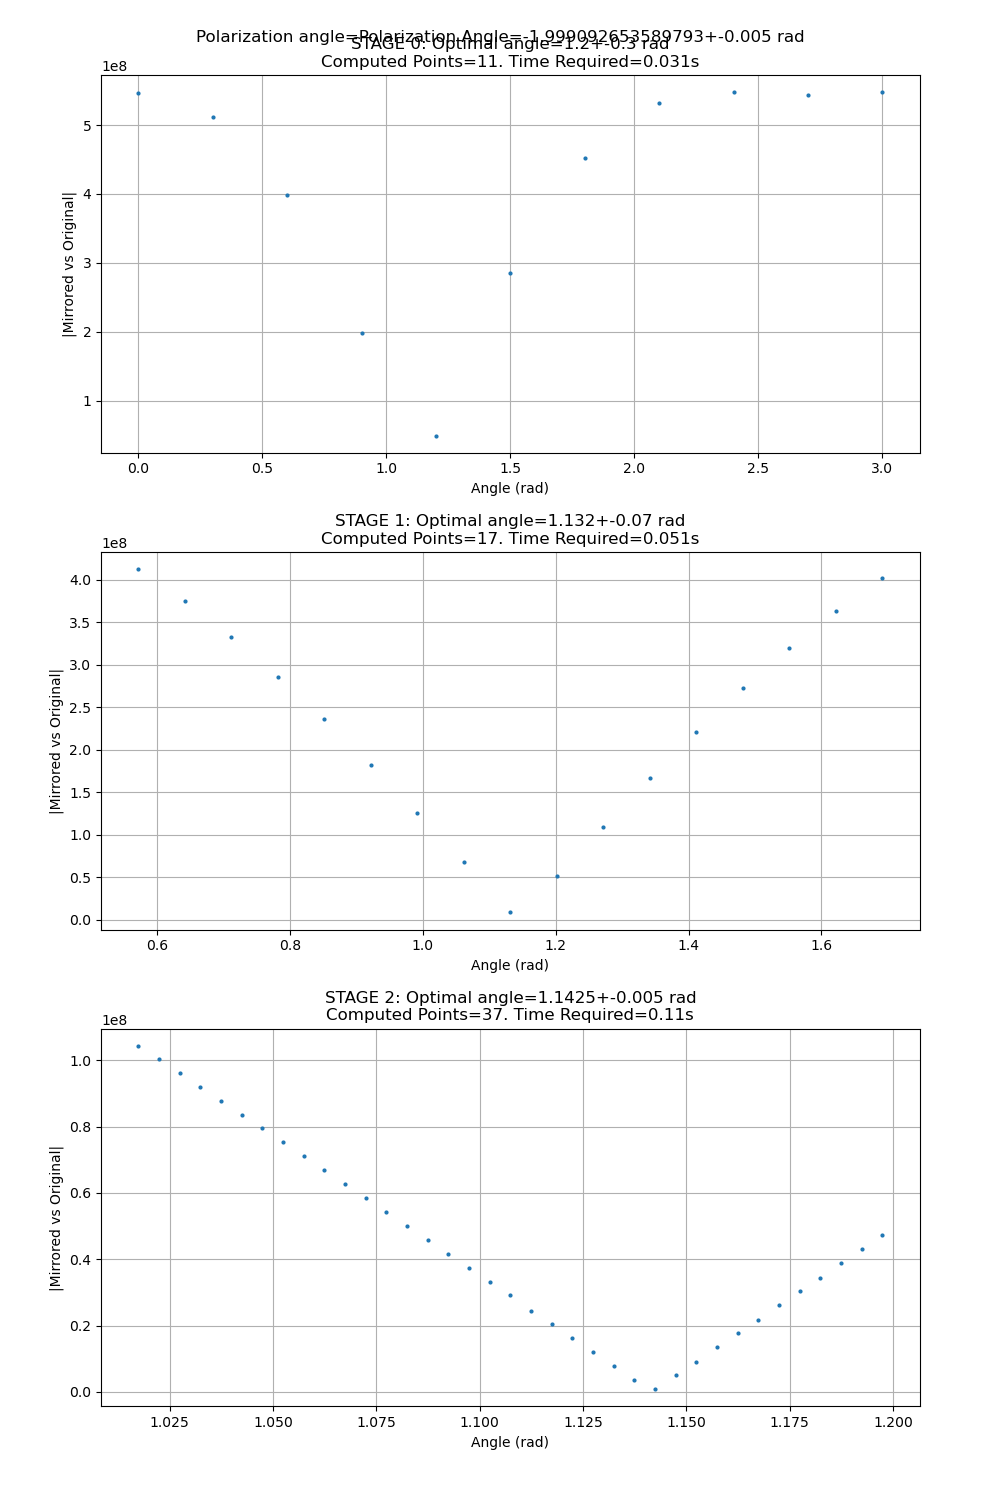 Polarization angle=Polarization Angle=-1.999092653589793+-0.005 rad
STAGE 0: Optimal angle=1.2+-0.3 rad
Computed Points=11. Time Required=0.031s
1e8
5
4
3
2
1
|Mirrored vs Original|
0.0 0.5 1.0 1.5 2.0 2.5 3.0
Angle (rad)
STAGE 1: Optimal angle=1.132+-0.07 rad
Computed Points=17. Time Required=0.051s
1e8
4.0
3.5
3.0
2.5
2.0
1.5
1.0
0.5
0.0
|Mirrored vs Original|
0.6 0.8 1.0 1.2 1.4 1.6
Angle (rad)
STAGE 2: Optimal angle=1.1425+-0.005 rad
Computed Points=37. Time Required=0.11s
1e8
1.0
0.8
0.6
0.4
0.2
0.0
|Mirrored vs Original|
1.025 1.050 1.075 1.100 1.125 1.150 1.175 1.200
Angle (rad)